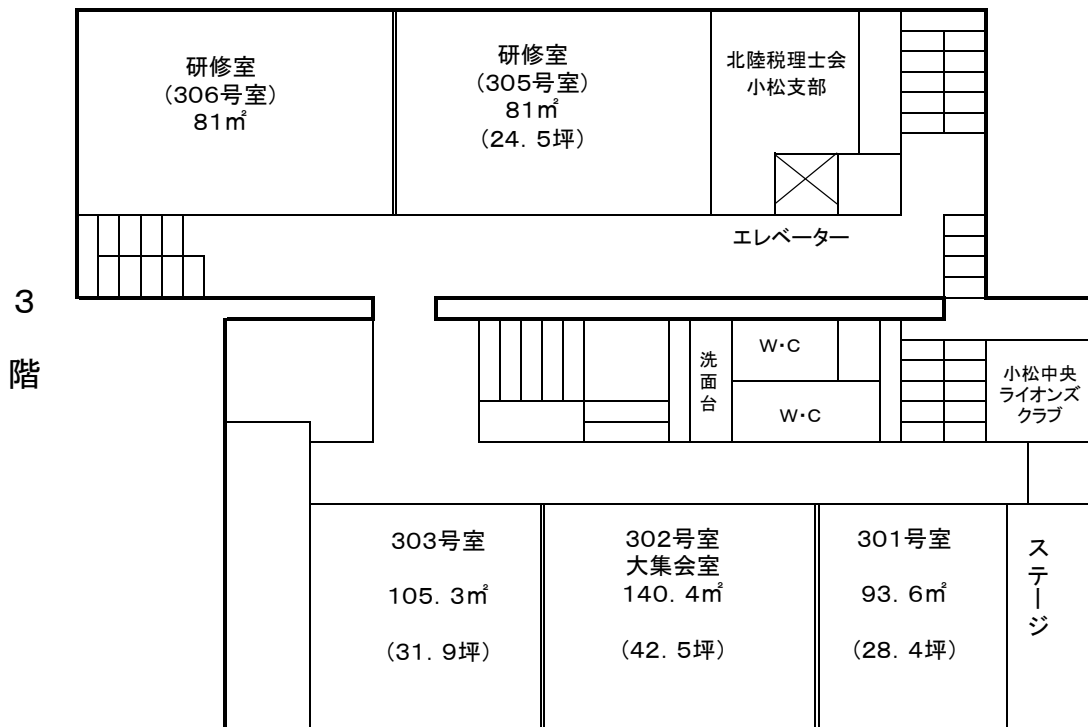 研修室
(306号室)
81㎡
研修室
(305号室)
81㎡
(24. 5坪)
北陸税理士会
小松支部
エレベーター
3
階
洗
面
台
W・C
W・C
小松中央
ライオンズ
クラブ
303号室
105. 3㎡
(31. 9坪)
302号室
大集会室
140. 4㎡
(42. 5坪)
301号室
93. 6㎡
(28. 4坪)
ステージ